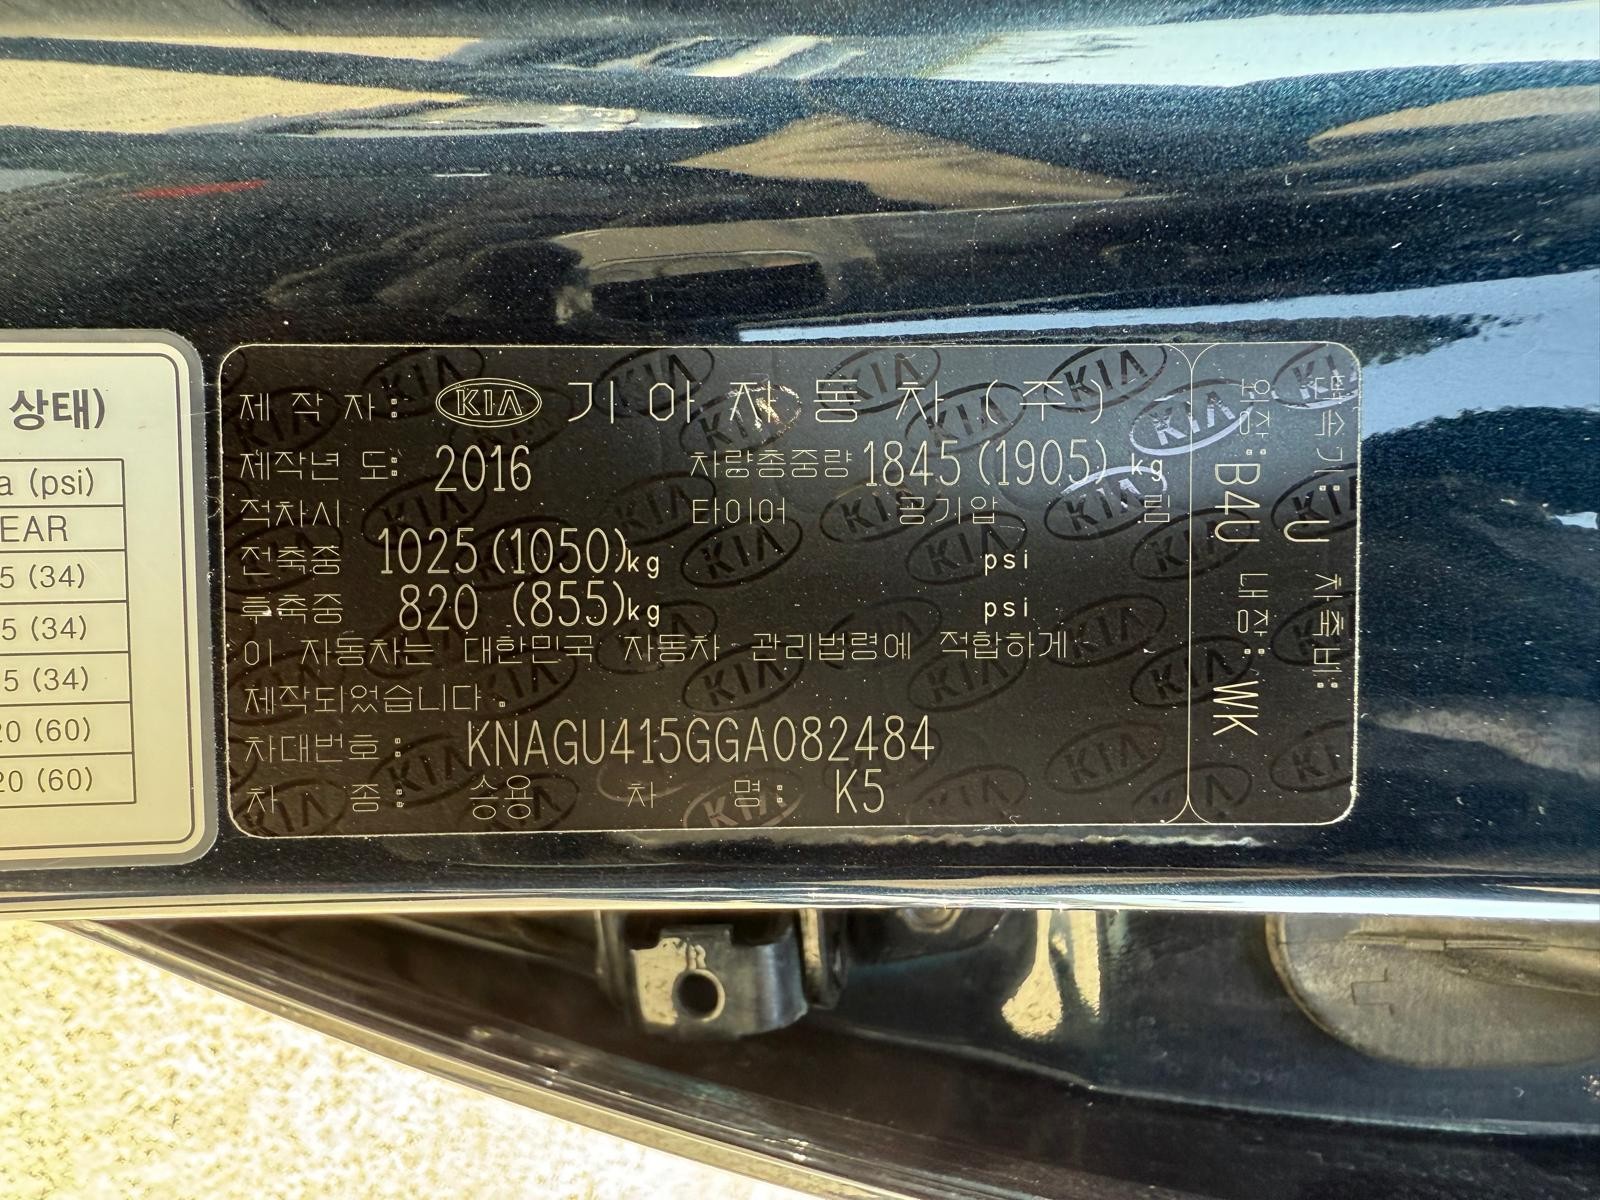 상태)
a (psi)
EAR
5 (34)
5 (34)
5 (34)
20 (60)
20 (60)
제 작 자 : KIA 기 아 자 동 차 ( 주 )
제작년 도: 2016 차량총중량 1845 (1905) kg
적차시 타이어 공기압 림
전축중 1025 (1050)kg psi
후축중 820 (855)kg psi
이 자동차는 대한민국 자동차 관리법령에 적합하게
제작되었습니다.
차대번호 : KNAGU415GGA082484
차 종 : 승용 차 명 : K5
변속기: U 차축비:
외장: B4U 내장: WK